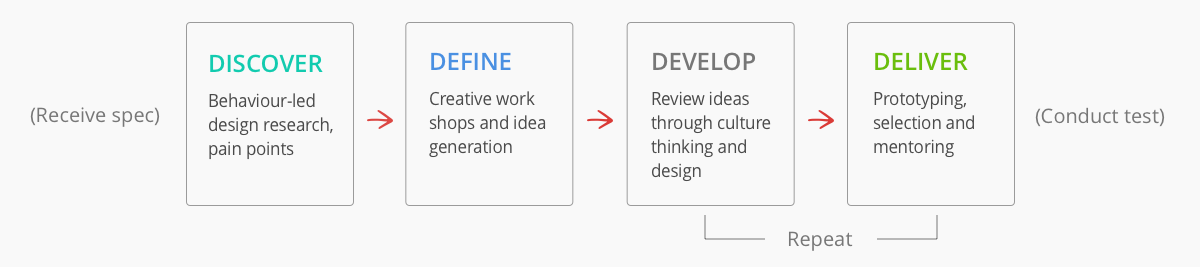 (Receive spec)
DISCOVER
Behaviour-led
design research,
pain points
DEFINE
Creative work
shops and idea
generation
DEVELOP
Review ideas
through culture
thinking and
design
DELIVER
Prototyping,
selection and
mentoring
(Conduct test)
Repeat